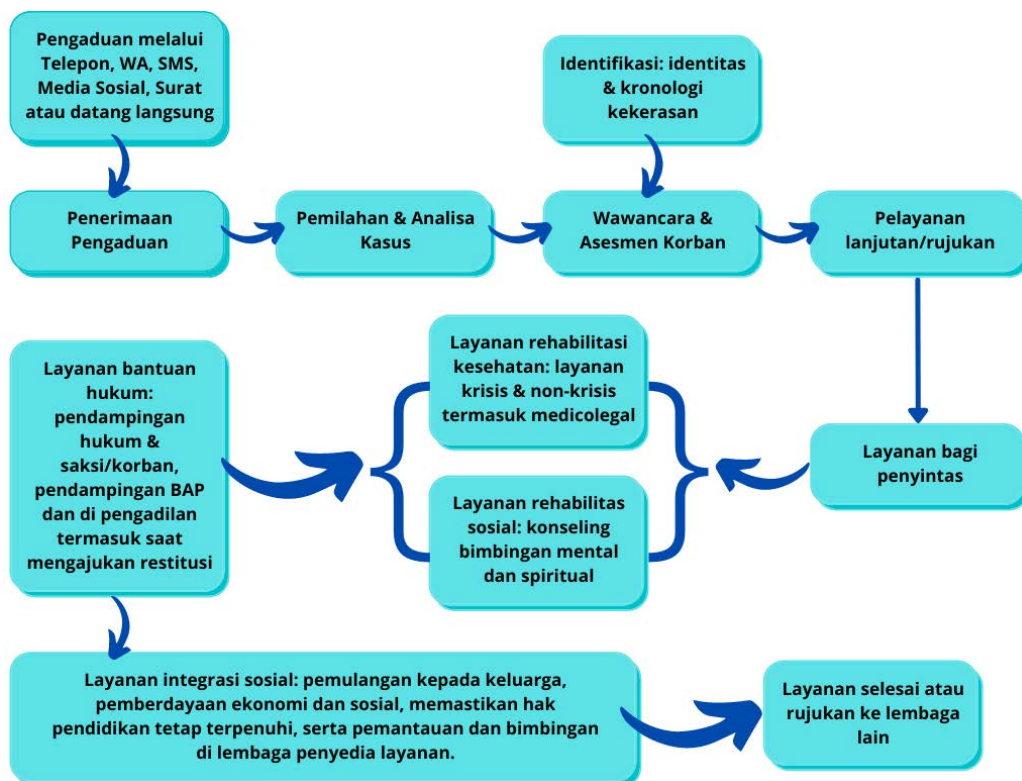 Pengaduan melalui
Telepon, WA, SMS,
Media Sosial, Surat
atau datang langsung
Identifikasi: identitas
& kronologi
kekerasan
Penerimaan
Pengaduan
Pemilahan & Analisa
Kasus
Wawancara &
Asesmen Korban
Pelayanan
lanjutan/rujukan
Layanan bantuan
hukum:
pendampingan
hukum &
saksi/korban,
pendampingan BAP
dan di pengadilan
termasuk saat
mengajukan restitusi
Layanan rehabilitasi
kesehatan: layanan
krisis & non-krisis
termasuk medicolegal
Layanan rehabilitas
sosial: konseling
bimbingan mental
dan spiritual
Layanan bagi
penyintas
Layanan integrasi sosial: pemulangan kepada keluarga,
pemberdayaan ekonomi dan sosial, memastikan hak
pendidikan tetap terpenuhi, serta pemantauan dan bimbingan
di lembaga penyedia layanan.
Layanan selesai atau
rujukan ke lembaga
lain